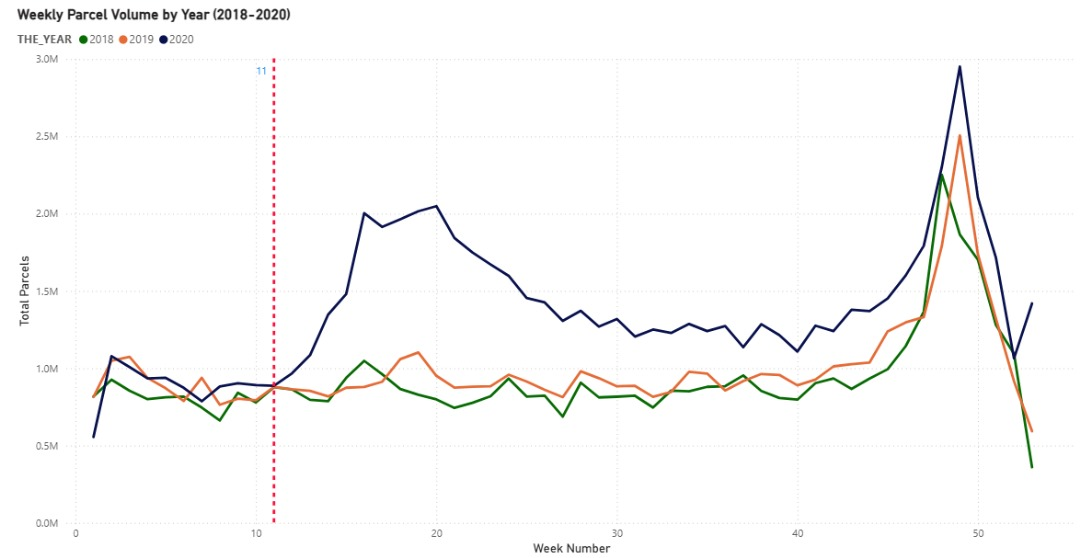 Weekly Parcel Volume by Year (2018-2020)
THE_YEAR 2018 2019 2020
3.0M
11
2.5M
2.0M
1.5M
1.0M
0.5M
0.0M
Total Parcels
0 10 20 30 40 50
Week Number